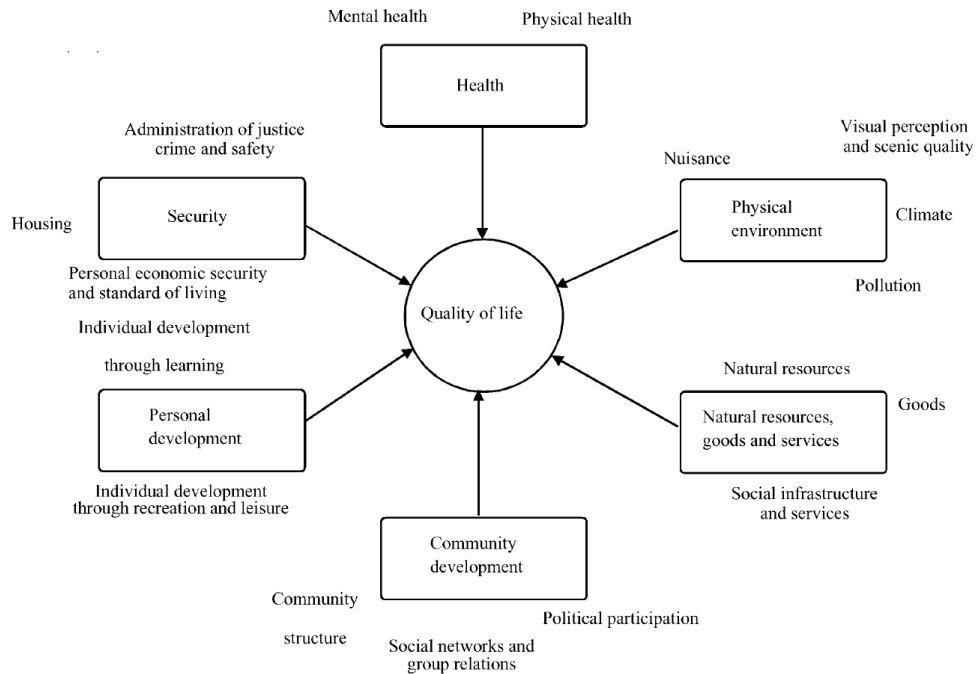 Mental health
Physical health
Health
Administration of justice
crime and safety
Visual perception
and scenic quality
Nuisance
Housing
Security
Physical
environment
Climate
Personal economic security
and standard of living
Pollution
Quality of life
Individual development
through learning
Natural resources
Goods
Personal
development
Natural resources,
goods and services
Individual development
through recreation and leisure
Social infrastructure
and services
Community
development
Community
structure
Political participation
Social networks and
group relations